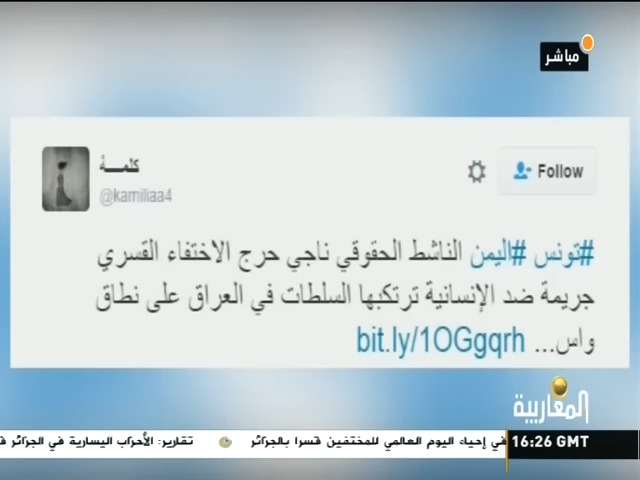 مباشر
كلمـــة
@kamiliaa4
Follow
#تونس #اليمن الناشط الحقوقي ناجي حرج الاختفاء القسري
جريمة ضد الإنسانية ترتكبها السلطات في العراق على نطاق
واس... bit.ly/1OGgqrh
المغاربية
في إحياء اليوم العالمي للمختفين قسرا بالجزائر
تقارير: الأحزاب اليسارية في الجزائر
16:26 GMT